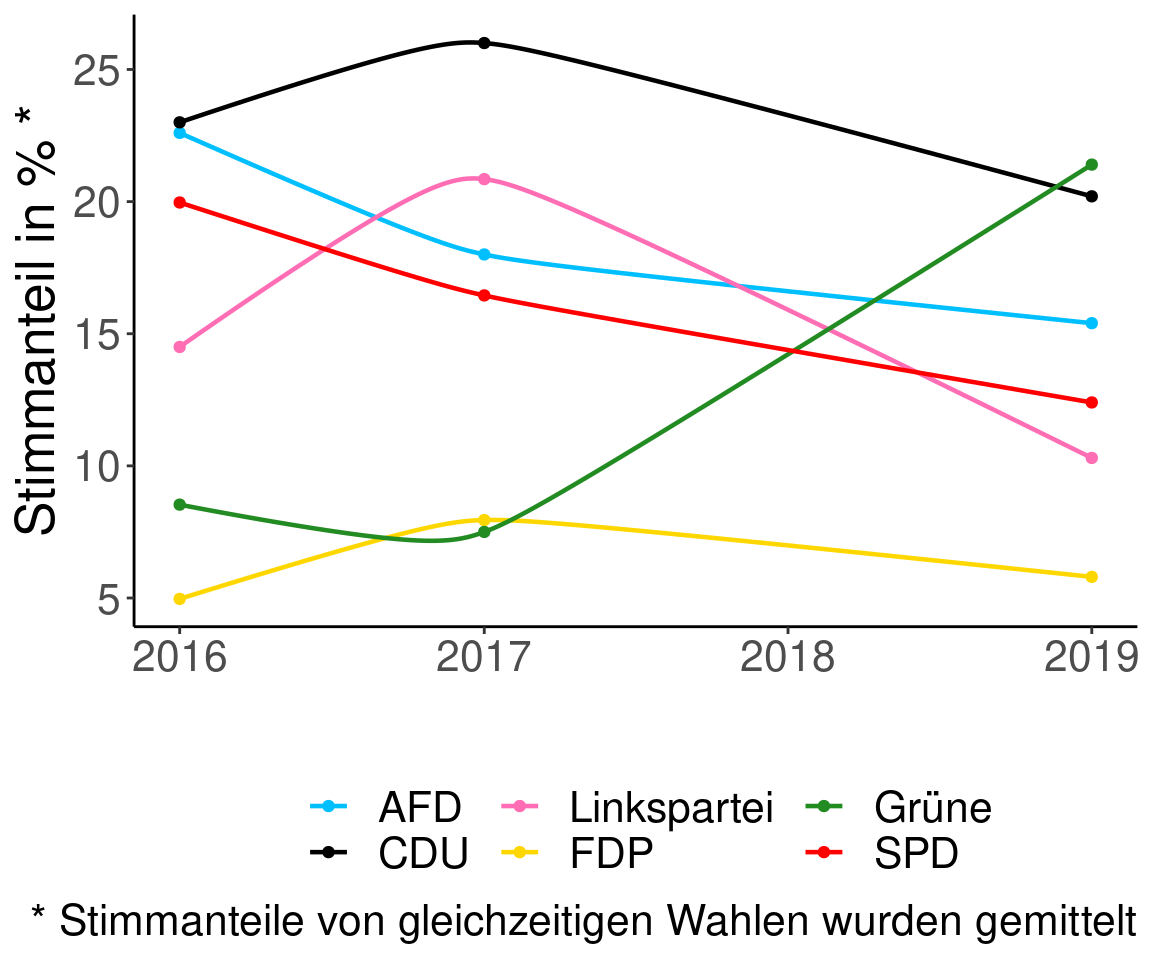 Stimmanteil in % *
25
20
15
10
5
2016 2017 2018 2019
AFD Linkspartei Grüne
CDU FDP SPD
* Stimmanteile von gleichzeitigen Wahlen wurden gemittelt